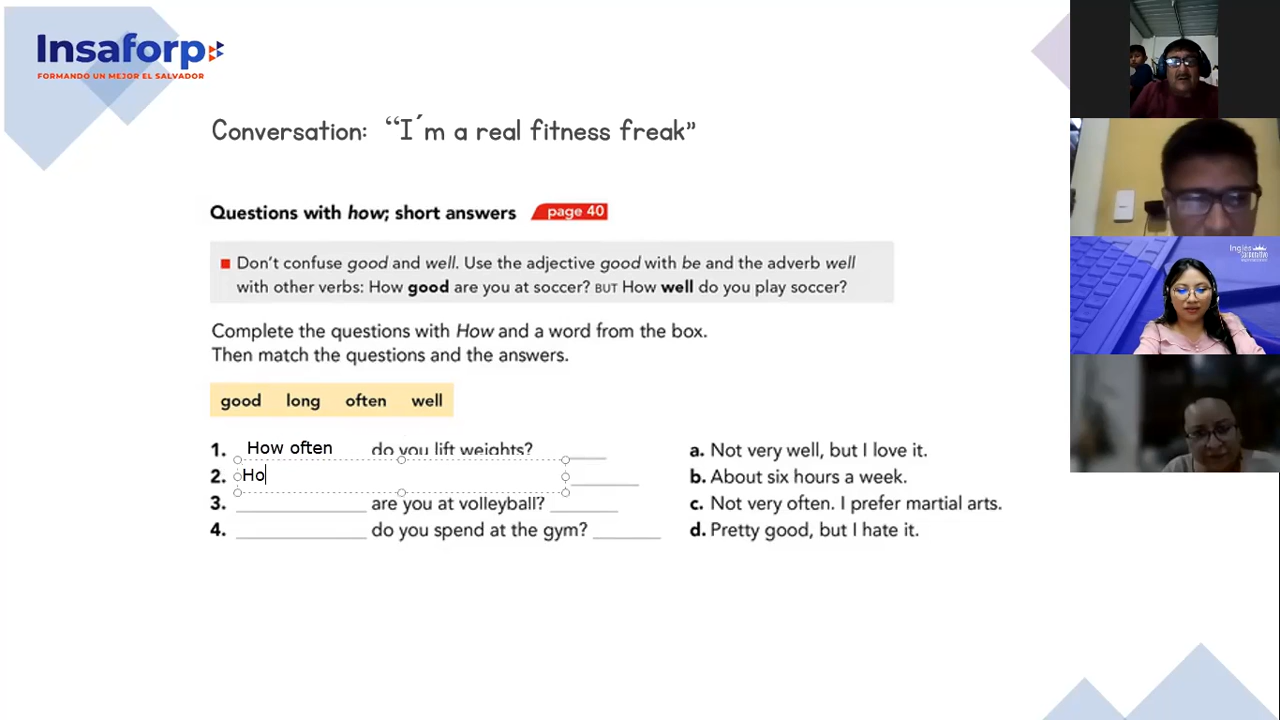 Insaforp
FORMANDO UN MEJOR EL SALVADOR
Conversation: “I´m a real fitness freak”
Questions with how; short answers page 40
Don't confuse good and well. Use the adjective good with be and the adverb well
with other verbs: How good are you at soccer? BUT How well do you play soccer?
Complete the questions with How and a word from the box.
Then match the questions and the answers.
good long often well
1. How often do you lift weights?
2. Ho
3. are you at volleyball?
4. do you spend at the gym?
a. Not very well, but I love it.
b. About six hours a week.
c. Not very often. I prefer martial arts.
d. Pretty good, but I hate it.
Inglés